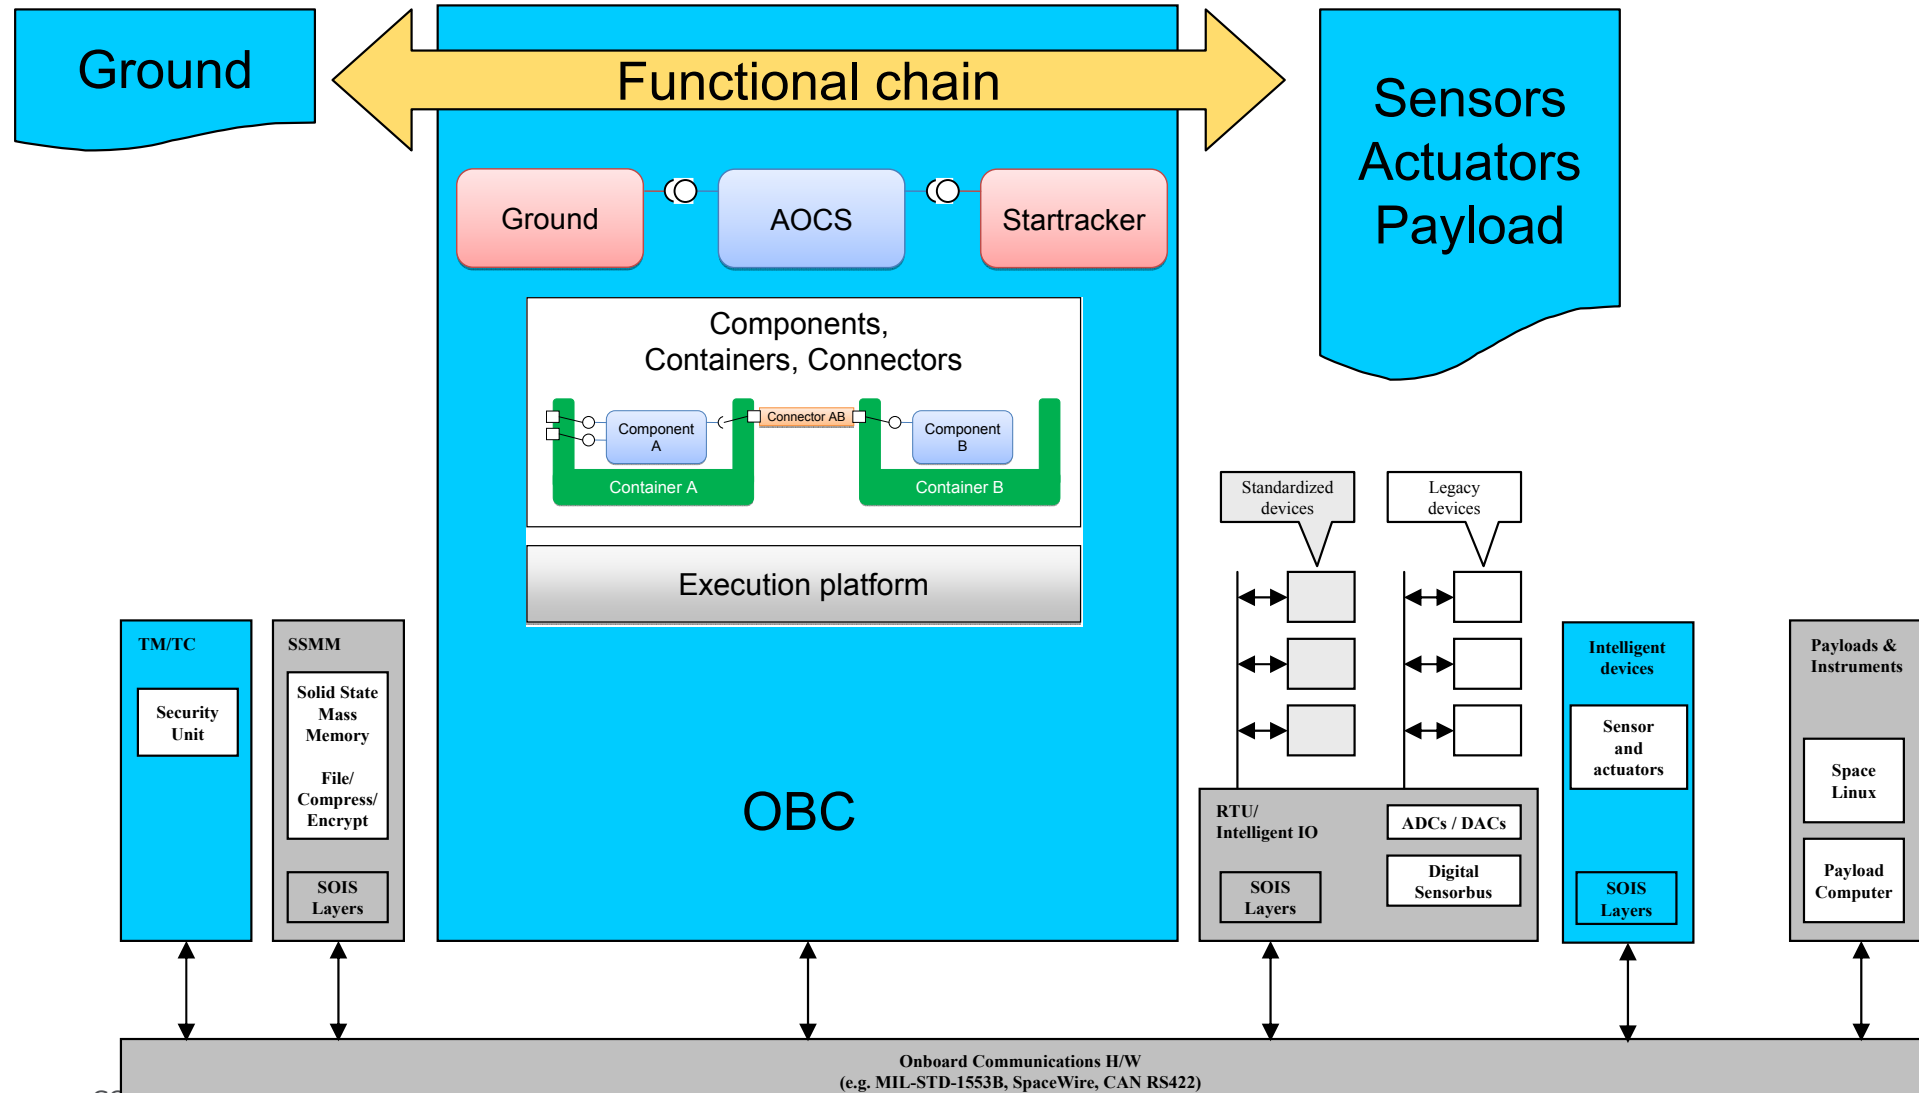 Ground
Functional chain
Sensors
Actuators
Payload
Ground
AOCS
Startracker
Components,
Containers, Connectors
Component
A
Connector AB
Component
B
Container A
Container B
Execution platform
OBC
Standardized
devices
Legacy
devices
TM/TC
Security
Unit
SSMM
Solid State
Mass
Memory
File/
Compress/
Encrypt
SOIS
Layers
RTU/
Intelligent IO
ADCs / DACs
Digital
Sensorbus
SOIS
Layers
Intelligent
devices
Sensor
and
actuators
SOIS
Layers
Payloads &
Instruments
Space
Linux
Payload
Computer
Onboard Communications H/W
(e.g. MIL-STD-1553B, SpaceWire, CAN RS422)